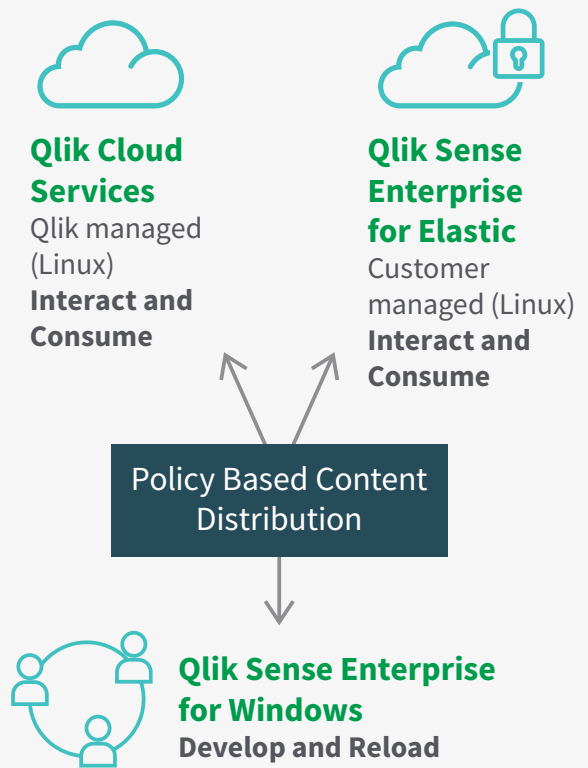 Qlik Cloud
Services
Qlik managed
(Linux)
Interact and
Consume
Qlik Sense
Enterprise
for Elastic
Customer
managed (Linux)
Interact and
Consume
Policy Based Content
Distribution
Qlik Sense Enterprise
for Windows
Develop and Reload